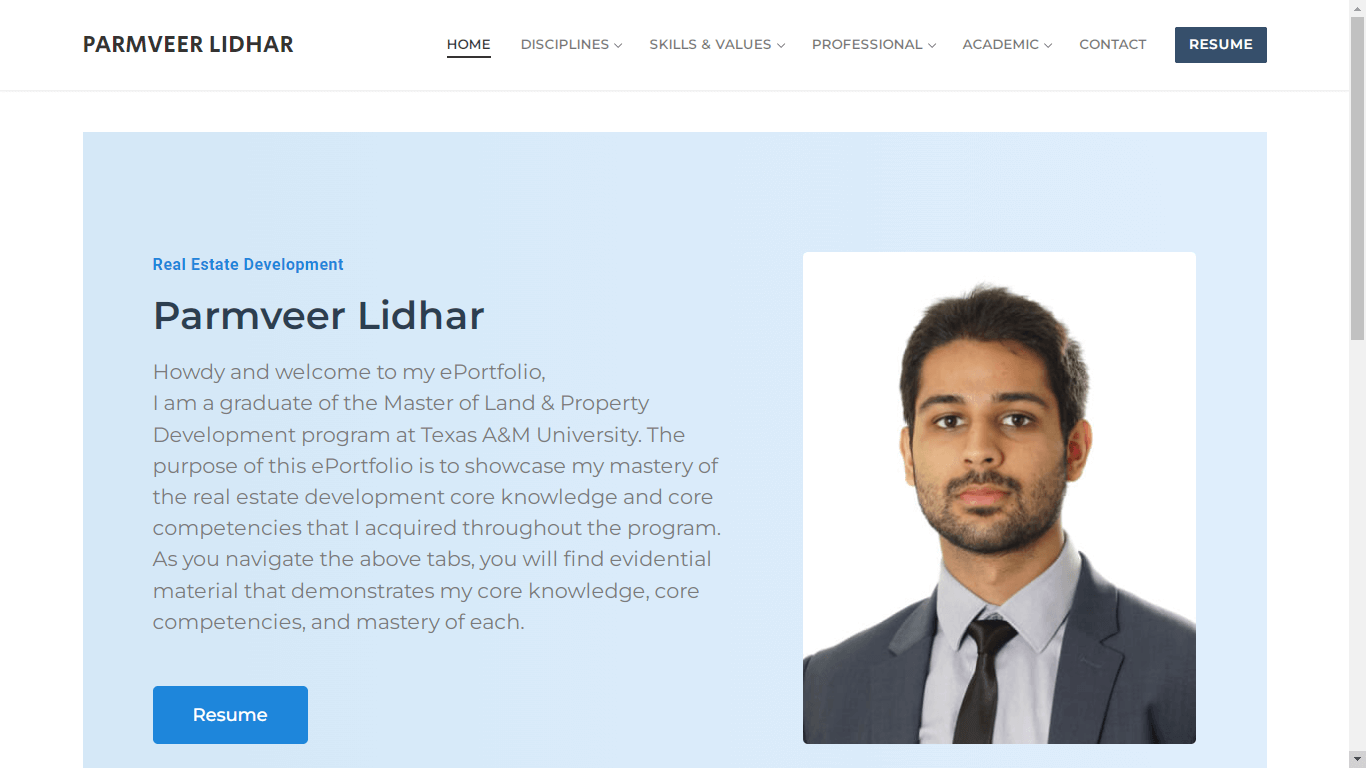 PARMVEER LIDHAR
HOME DISCIPLINES SKILLS & VALUES PROFESSIONAL ACADEMIC CONTACT RESUME
Real Estate Development
Parmveer Lidhar
Howdy and welcome to my ePortfolio,
I am a graduate of the Master of Land & Property
Development program at Texas A&M University. The
purpose of this ePortfolio is to showcase my mastery of
the real estate development core knowledge and core
competencies that I acquired throughout the program.
As you navigate the above tabs, you will find evidential
material that demonstrates my core knowledge, core
competencies, and mastery of each.
Resume